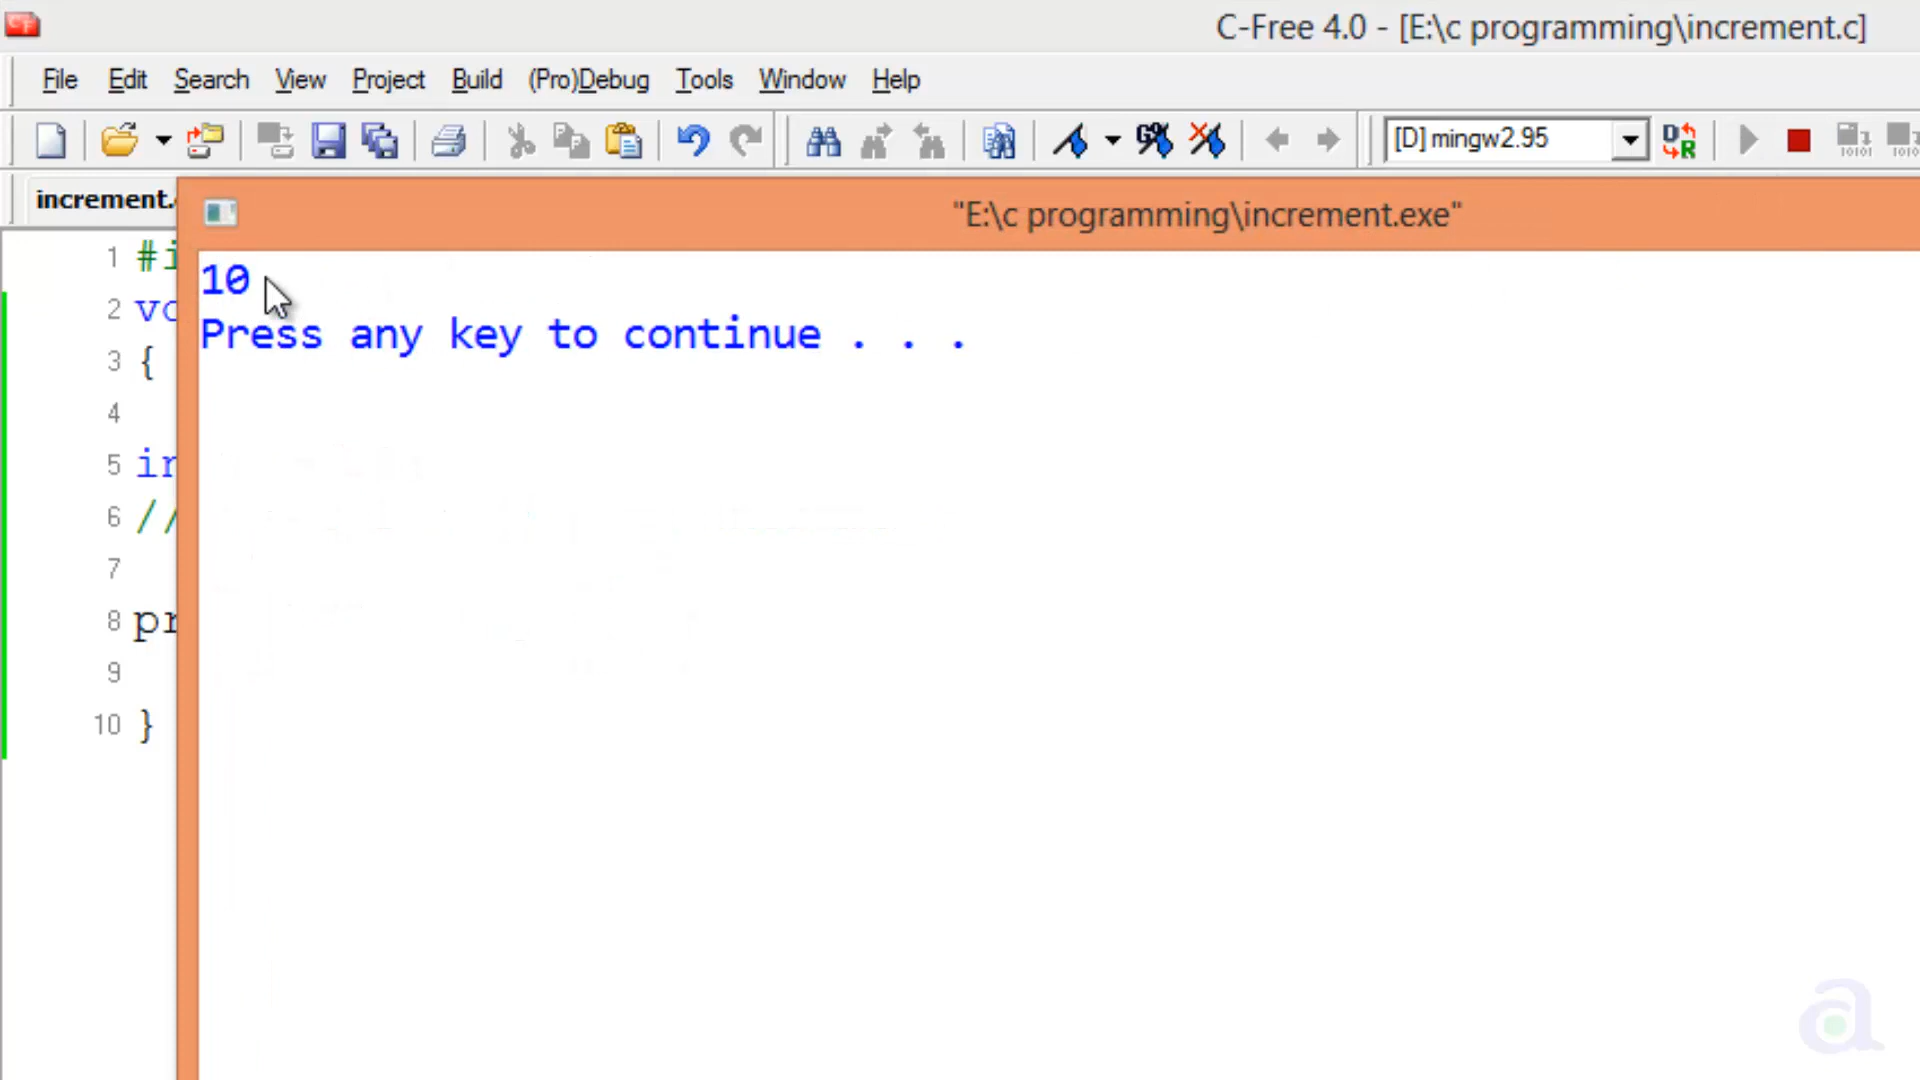 C-Free 4.0 - [E:\c programming\increment.c]
File Edit Search View Project Build (Pro)Debug Tools Window Help
[D] mingw2.95
increment.
"E:\c programming\increment.exe"
1 #i
2 vo
3 {
4
5 in
6 //
7
8 pr
9
10 }
10
Press any key to continue . . .
a